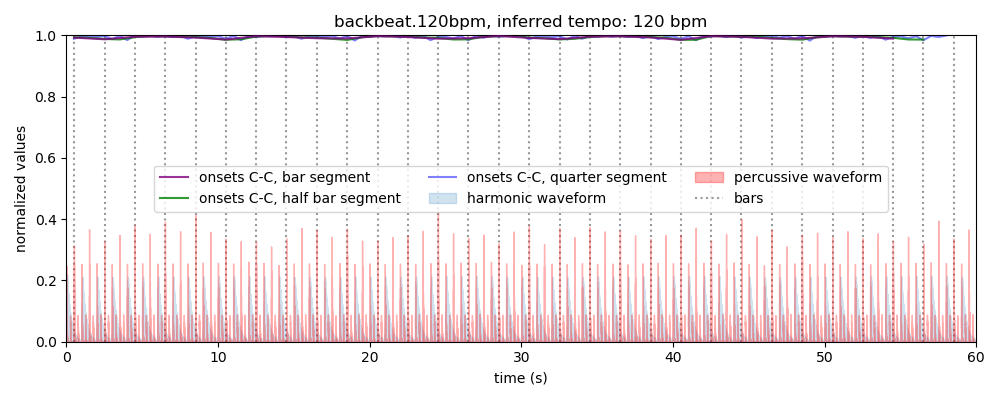 backbeat.120bpm, inferred tempo: 120 bpm
1.0
0.8
0.6
0.4
0.2
0.0
normalized values
onsets C-C, bar segment
onsets C-C, half bar segment
onsets C-C, quarter segment
harmonic waveform
percussive waveform
bars
0 10 20 30 40 50 60
time (s)